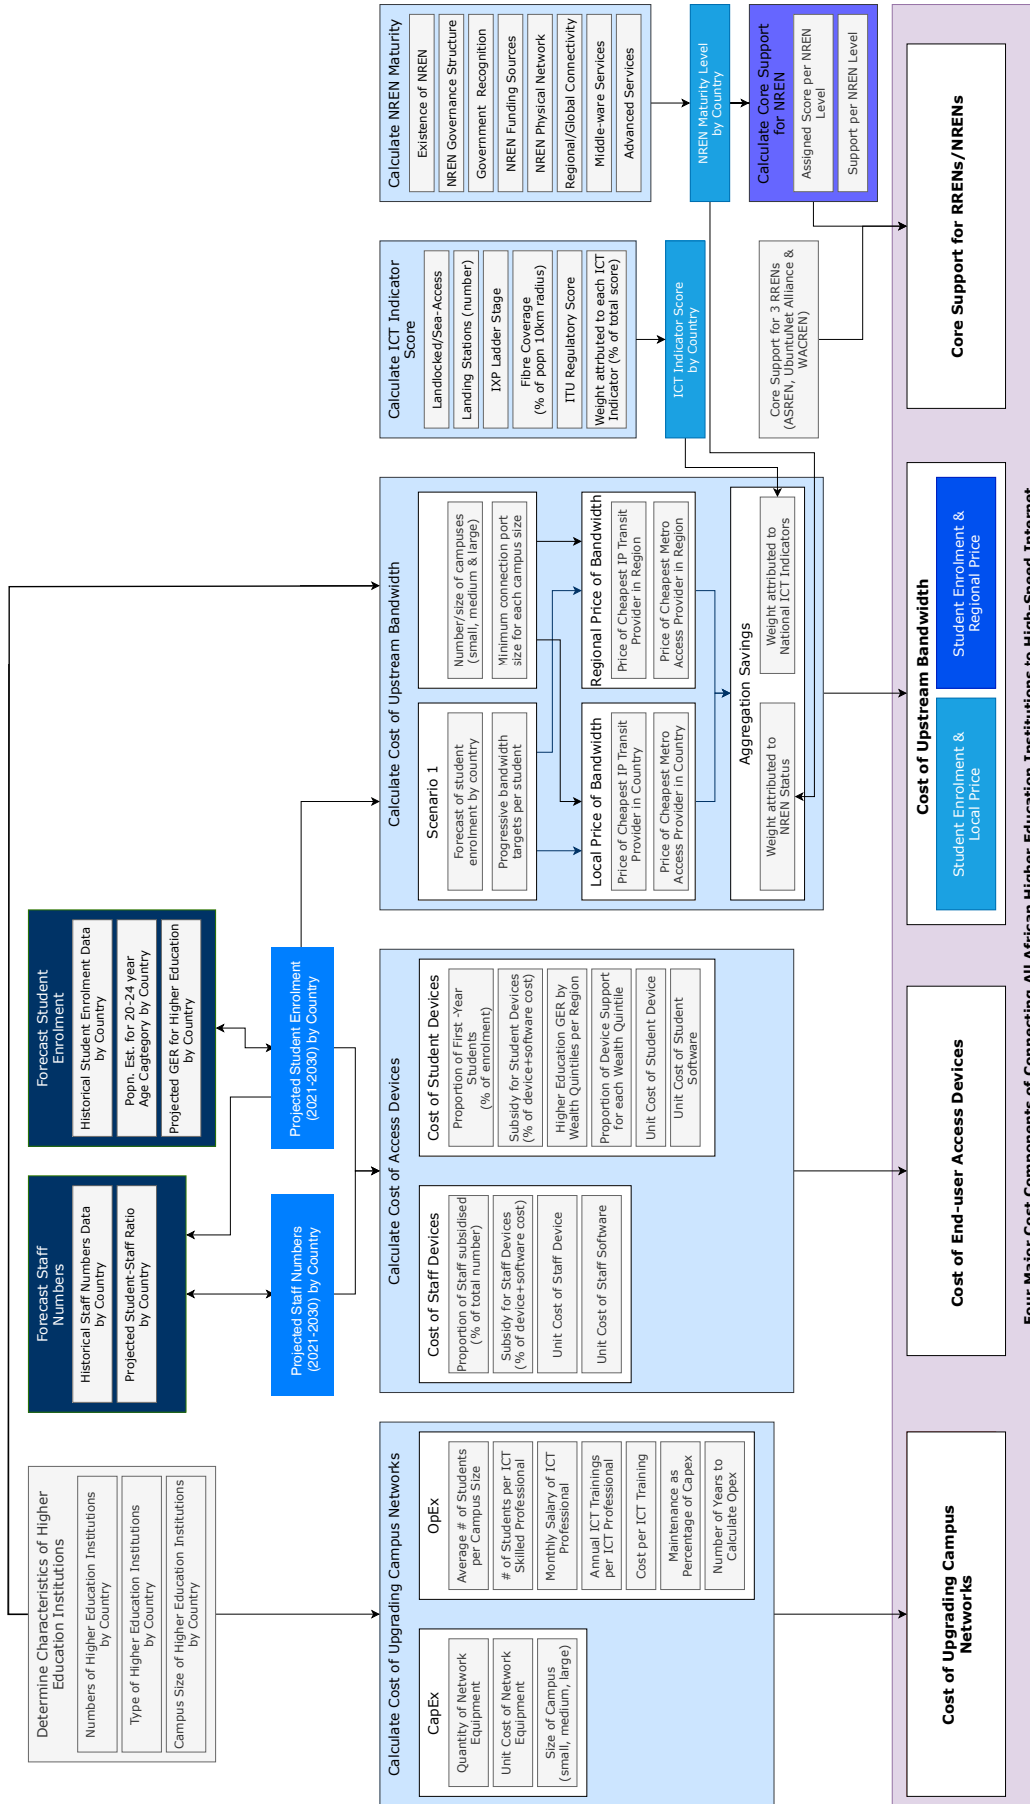 Determine Characteristics of Higher
Education Institutions
Numbers of Higher Education Institutions
by Country
Type of Higher Education Institutions
by Country
Campus Size of Higher Education Institutions
by Country
Forecast Staff
Numbers
Historical Staff Numbers Data
by Country
Projected Student-Staff Ratio
by Country
Forecast Student
Enrolment
Historical Student Enrolment Data
by Country
Popn. Est. for 20-24 year
Age Cagtegory by Country
Projected GER for Higher Education
by Country
Projected Staff Numbers
(2021-2030) by Country
Projected Student Enrolment
(2021-2030) by Country
Calculate Cost of Upgrading Campus Networks
CapEx
Quantity of Network
Equipment
Unit Cost of Network
Equipment
Size of Campus
(small, medium, large)
OpEx
Average # of Students
per Campus Size
# of Students per ICT
Skilled Professional
Monthly Salary of ICT
Professional
Annual ICT Trainings
per ICT Professional
Cost per ICT Training
Maintenance as
Percentage of Capex
Number of Years to
Calculate Opex
Calculate Cost of Access Devices
Cost of Staff Devices
Proportion of Staff subsidised
(% of total number)
Subsidy for Staff Devices
(% of device+software cost)
Unit Cost of Staff Device
Unit Cost of Staff Software
Cost of Student Devices
Proportion of First -Year
Students
(% of enrolment)
Subsidy for Student Devices
(% of device+software cost)
Higher Education GER by
Wealth Quintiles per Region
Proportion of Device Support
for each Wealth Quintile
Unit Cost of Student Device
Unit Cost of Student
Software
Calculate Cost of Upstream Bandwidth
Scenario 1
Forecast of student
enrolment by country
Progressive bandwidth
targets per student
Number/size of campuses
(small, medium & large)
Minimum connection port
size for each campus size
Local Price of Bandwidth
Price of Cheapest IP Transit
Provider in Country
Price of Cheapest Metro
Access Provider in Country
Regional Price of Bandwidth
Price of Cheapest IP Transit
Provider in Region
Price of Cheapest Metro
Access Provider in Region
Aggregation Savings
Weight attributed to
NREN Status
Weight attributed to
National ICT Indicators
Calculate ICT Indicator
Score
Landlocked/Sea-Access
Landing Stations (number)
IXP Ladder Stage
Fibre Coverage
(% of popn 10km radius)
ITU Regulatory Score
Weight attrbuted to each ICT
Indicator (% of total score)
ICT Indicator Score
by Country
Core Support for 3 RRENs
(ASREN, UbuntuNet Alliance &
WACREN)
Calculate NREN Maturity
Existence of NREN
NREN Governance Structure
Government Recognition
NREN Funding Sources
NREN Physical Network
Regional/Global Connectivity
Middle-ware Services
Advanced Services
NREN Maturity Level
by Country
Calculate Core Support
for NREN
Assigned Score per NREN
Level
Support per NREN Level
Cost of Upgrading Campus
Networks
Cost of End-user Access Devices
Cost of Upstream Bandwidth
Student Enrolment &
Local Price
Student Enrolment &
Regional Price
Core Support for RRENs/NRENs
Four Major Cost Components of Connecting All African Higher Education Institutions to High-Speed Internet